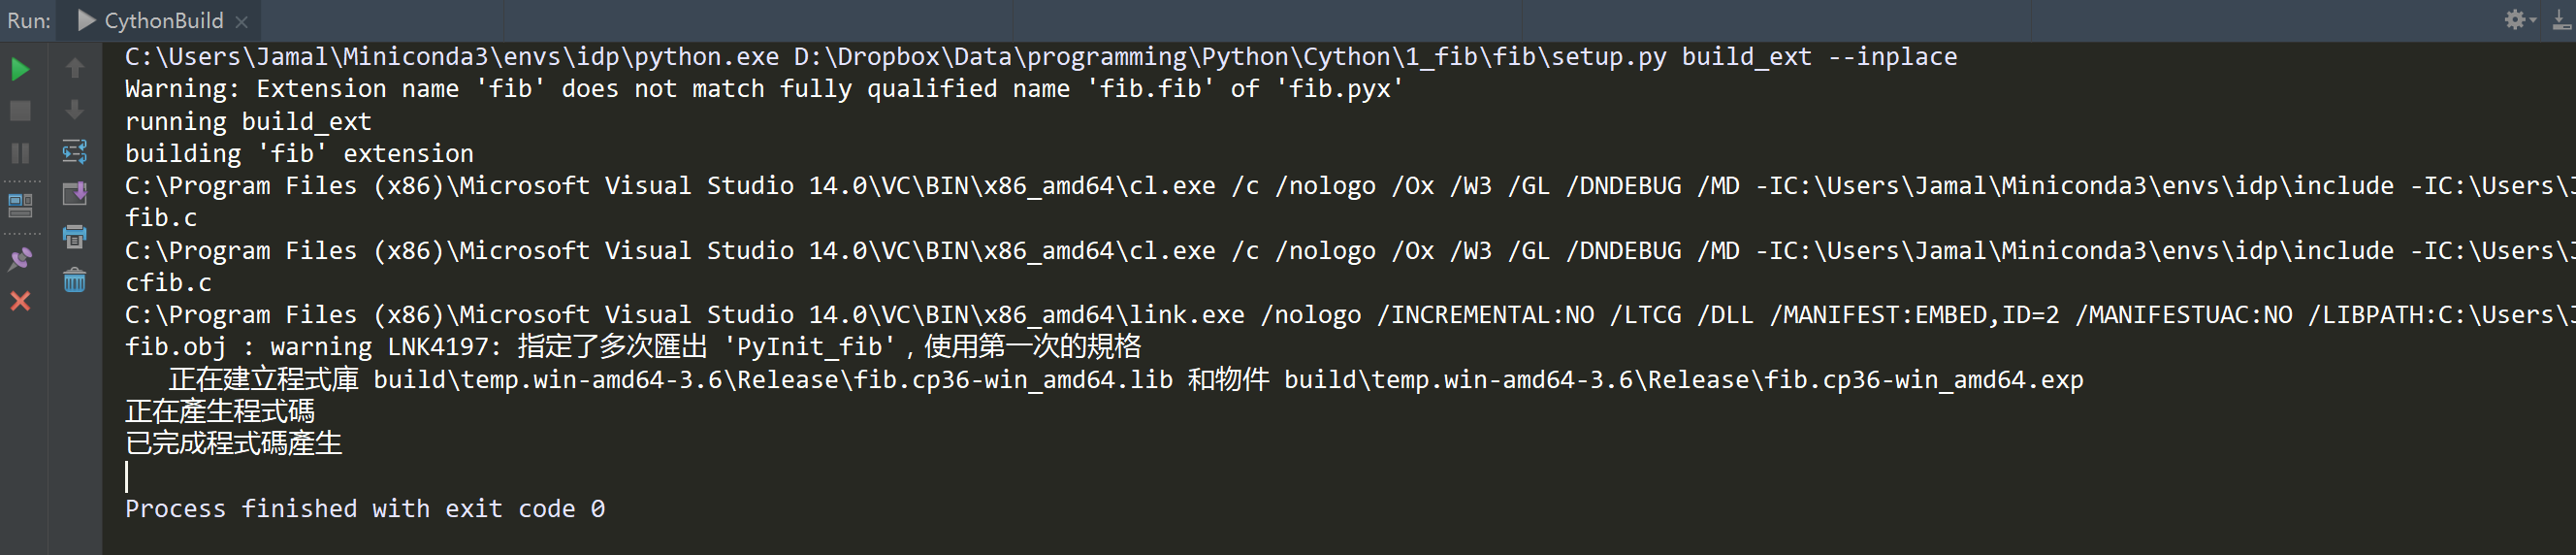 Run: CythonBuild
C:\Users\Jamal\Miniconda3\envs\idp\python.exe D:\Dropbox\Data\programming\Python\Cython\1_fib\fib\setup.py build_ext --inplace
Warning: Extension name 'fib' does not match fully qualified name 'fib.fib' of 'fib.pyx'
running build_ext
building 'fib' extension
C:\Program Files (x86)\Microsoft Visual Studio 14.0\VC\BIN\x86_amd64\cl.exe /c /nologo /Ox /W3 /GL /DNDEBUG /MD -IC:\Users\Jamal\Miniconda3\envs\idp\include -IC:\Users\J
fib.c
C:\Program Files (x86)\Microsoft Visual Studio 14.0\VC\BIN\x86_amd64\cl.exe /c /nologo /Ox /W3 /GL /DNDEBUG /MD -IC:\Users\Jamal\Miniconda3\envs\idp\include -IC:\Users\J
cfib.c
C:\Program Files (x86)\Microsoft Visual Studio 14.0\VC\BIN\x86_amd64\link.exe /nologo /INCREMENTAL:NO /LTCG /DLL /MANIFEST:EMBED,ID=2 /MANIFESTUAC:NO /LIBPATH:C:\Users\J
fib.obj : warning LNK4197: 指定了多次匯出 'PyInit_fib'，使用第一次的規格
正在建立程式庫 build\temp.win-amd64-3.6\Release\fib.cp36-win_amd64.lib 和物件 build\temp.win-amd64-3.6\Release\fib.cp36-win_amd64.exp
正在產生程式碼
已完成程式碼產生
Process finished with exit code 0